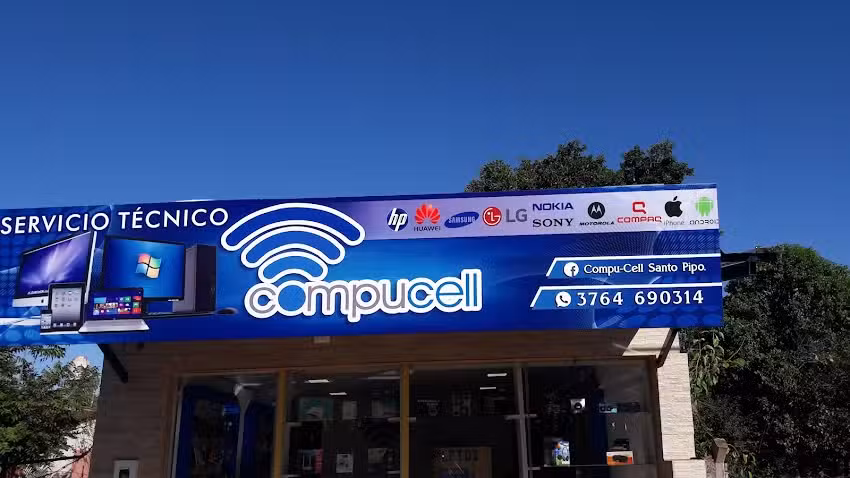 SERVICIO TÉCNICO
hp
HUAWEI
SAMSUNG
LG
NOKIA
SONY
MOTOROLA
COMPAQ
iPhone
ANDROID
compucell
Compu-Cell Santo Pipo.
3764 690314